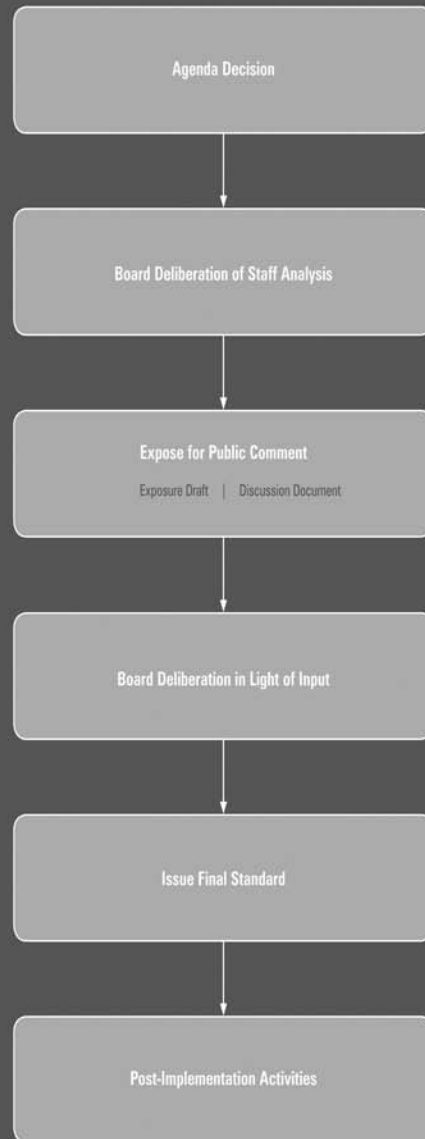 Agenda Decision
Board Deliberation of Staff Analysis
Expose for Public Comment
Exposure Draft | Discussion Document
Board Deliberation in Light of Input
Issue Final Standard
Post-Implementation Activities